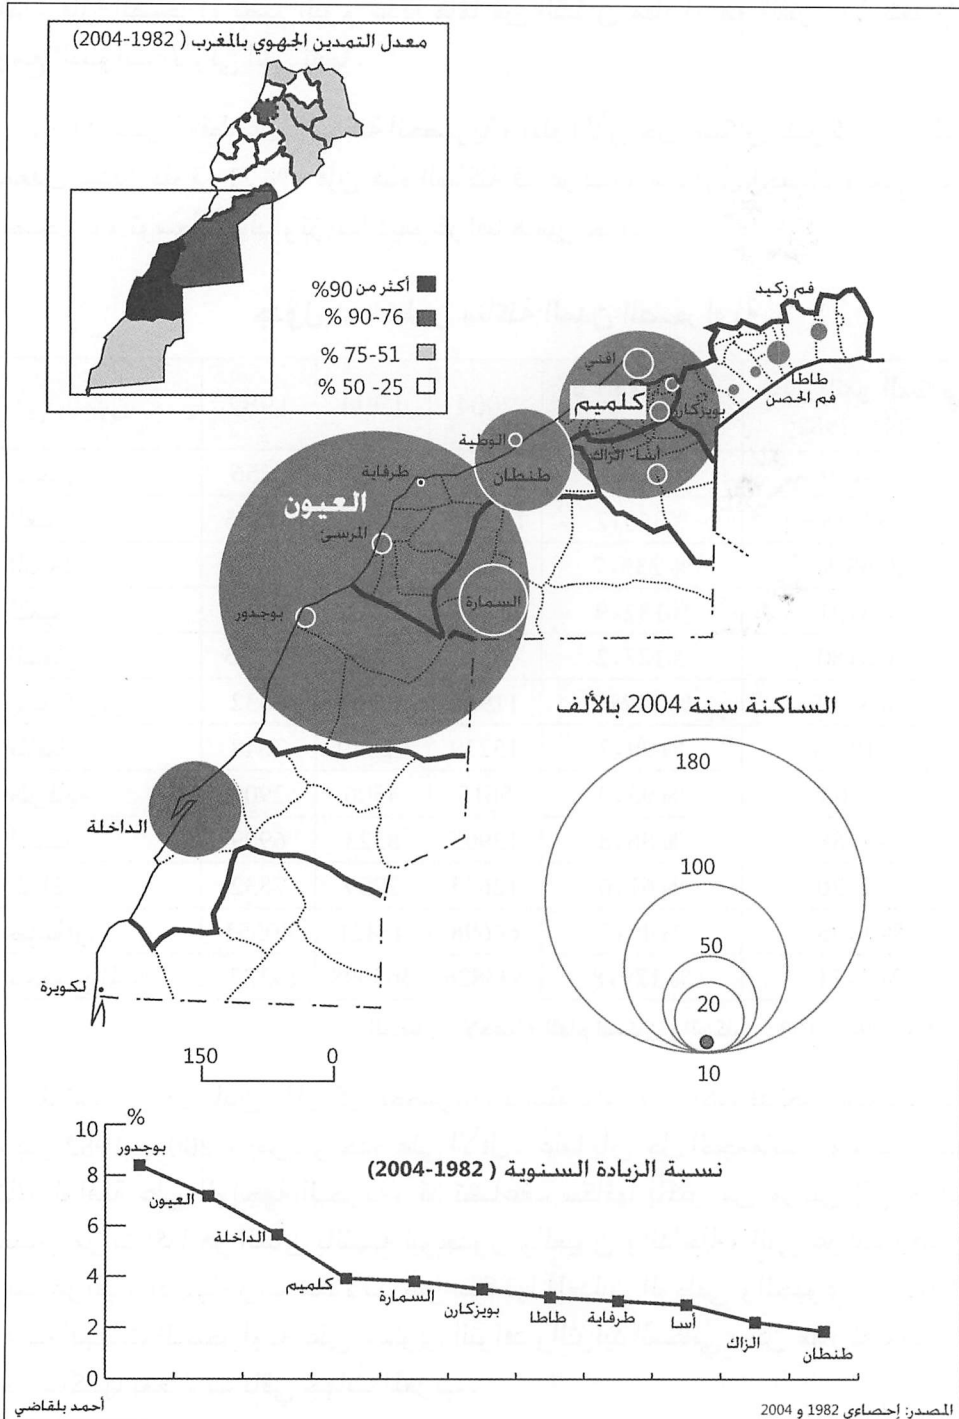 معدل التمدين الجهوي بالمغرب ( 1982-2004)
أكثر من 90%
76-90 %
51-75 %
25- 50 %
فم زكيد
طاطا
فم الحصن
افني
كلميم
بويزكارن
أسا- الزاك
الوطية
طنطان
طرفاية
العيون
المرسى
السمارة
بوجدور
الداخلة
لكويرة
الساكنة سنة 2004 بالألف
180
100
50
20
10
150 0
نسبة الزيادة السنوية ( 1982-2004)
%
10
8
6
4
2
0
بوجدور
العيون
الداخلة
كلميم
السمارة
بويزكارن
طاطا
طرفاية
أسا
الزاك
طنطان
المصدر: إحصاءي 1982 و 2004
أحمد بلقاضي